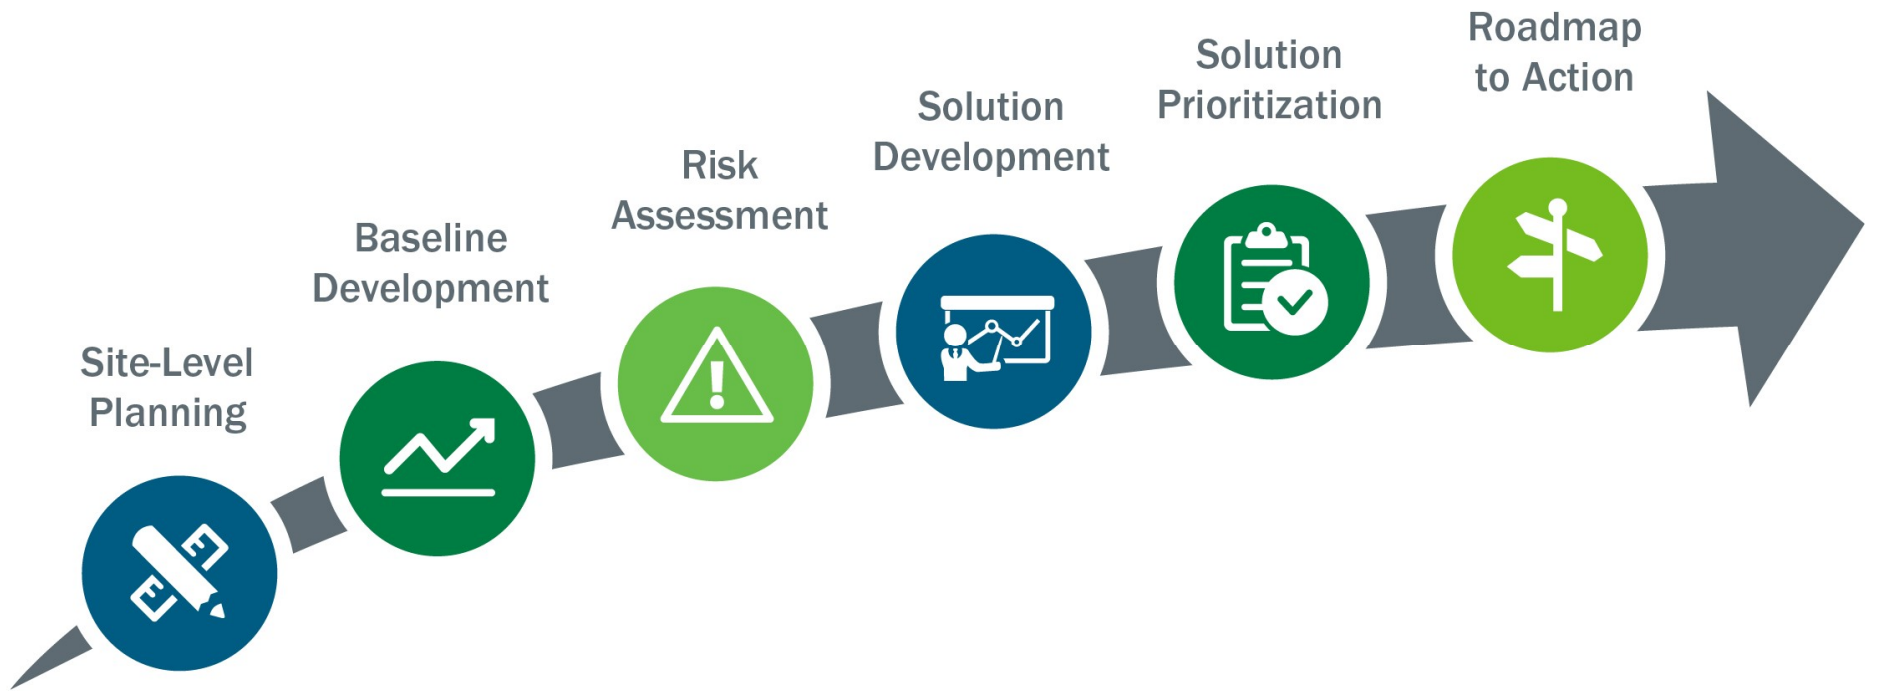 Site-Level
Planning
Baseline
Development
Risk
Assessment
Solution
Development
Solution
Prioritization
Roadmap
to Action